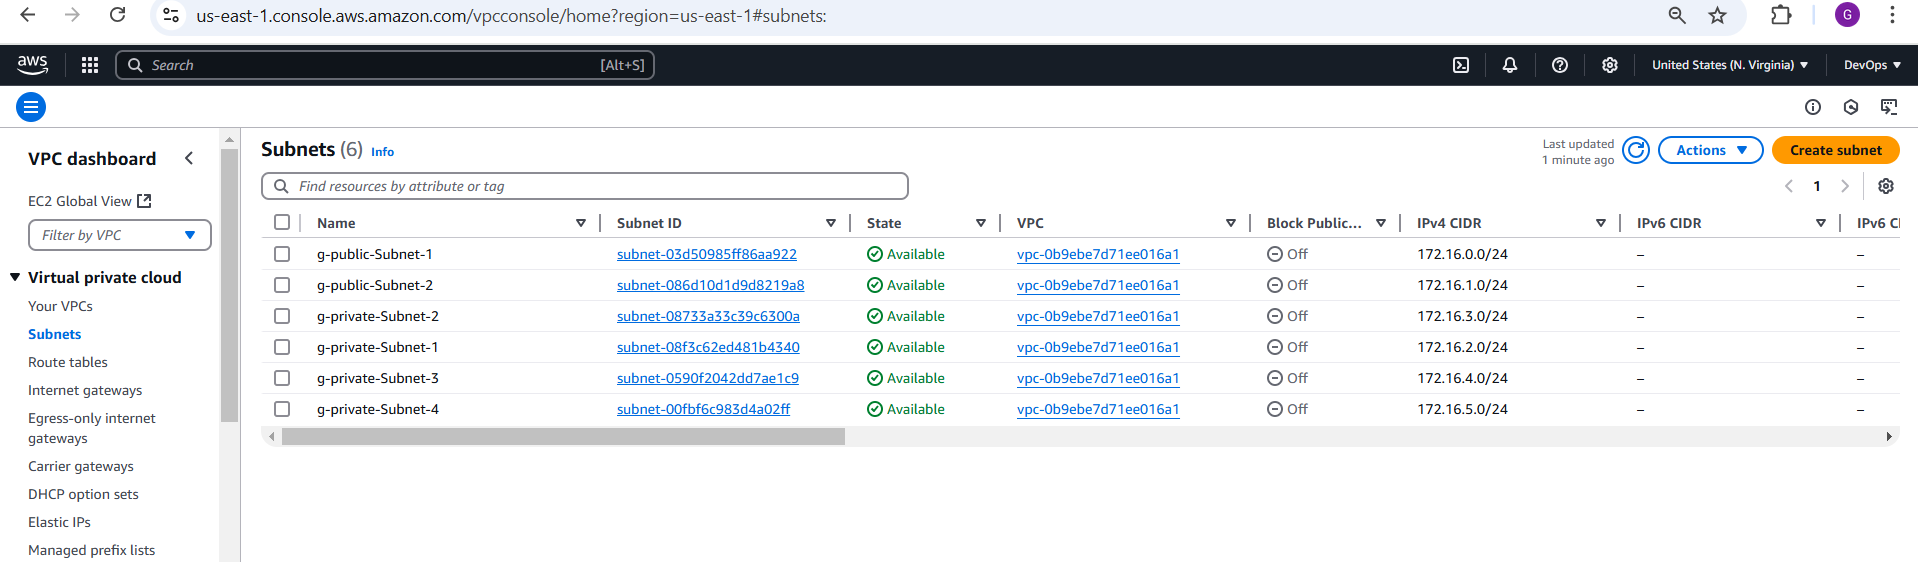 us-east-1.console.aws.amazon.com/vpcconsole/home?region=us-east-1#subnets:
G
aws
Search
[Alt+S]
United States (N. Virginia)
DevOps
VPC dashboard
EC2 Global View
Filter by VPC
Virtual private cloud
Your VPCs
Subnets
Route tables
Internet gateways
Egress-only internet
gateways
Carrier gateways
DHCP option sets
Elastic IPs
Managed prefix lists
Subnets (6) Info
Last updated
1 minute ago
Actions
Create subnet
Find resources by attribute or tag
1
Name Subnet ID State VPC Block Public... IPv4 CIDR IPv6 CIDR IPv6 CI
g-public-Subnet-1 subnet-03d50985ff86aa922 Available vpc-0b9ebe7d71ee016a1 Off 172.16.0.0/24 – –
g-public-Subnet-2 subnet-086d10d1d9d8219a8 Available vpc-0b9ebe7d71ee016a1 Off 172.16.1.0/24 – –
g-private-Subnet-2 subnet-08733a33c39c6300a Available vpc-0b9ebe7d71ee016a1 Off 172.16.3.0/24 – –
g-private-Subnet-1 subnet-08f3c62ed481b4340 Available vpc-0b9ebe7d71ee016a1 Off 172.16.2.0/24 – –
g-private-Subnet-3 subnet-0590f2042dd7ae1c9 Available vpc-0b9ebe7d71ee016a1 Off 172.16.4.0/24 – –
g-private-Subnet-4 subnet-00fbf6c983d4a02ff Available vpc-0b9ebe7d71ee016a1 Off 172.16.5.0/24 – –